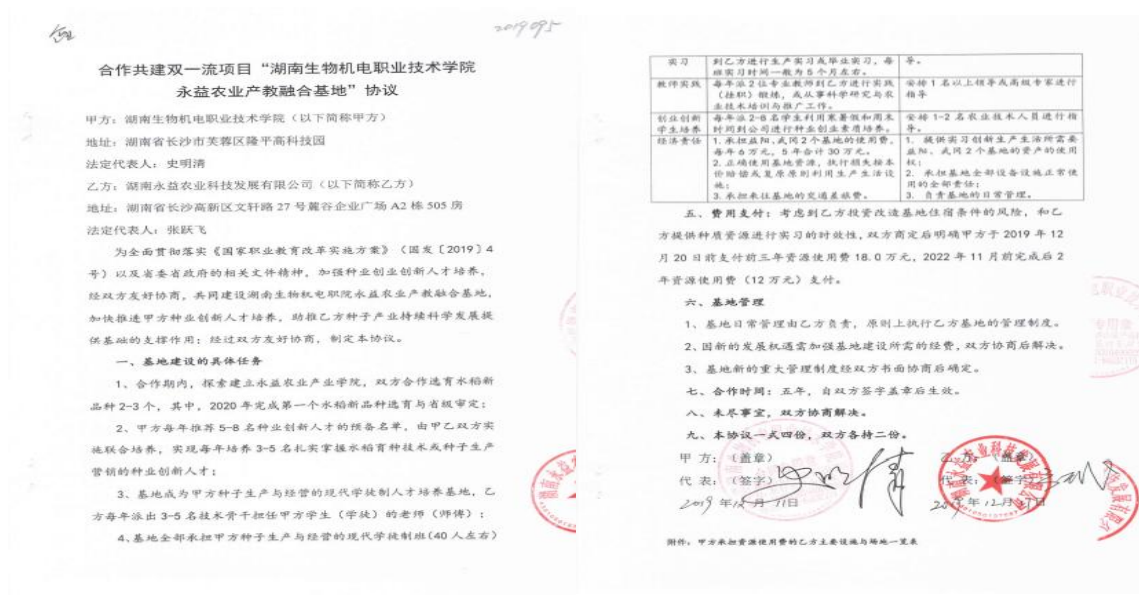 2019095
合作共建双一流项目“湖南生物机电职业技术学院
永益农业产教融合基地”协议
甲方：湖南生物机电职业技术学院（以下简称甲方）
地址：湖南省长沙市芙蓉区隆平高科技园
法定代表人：史明清
乙方：湖南永益农业科技发展有限公司（以下简称乙方）
地址：湖南省长沙高新区文轩路 27 号麓谷企业广场 A2 栋 505 房
法定代表人：张跃飞
为全面贯彻落实《国家职业教育改革实施方案》（国发〔2019〕4
号）以及省委省政府的相关文件精神，加强种业创业创新人才培养，
经双方友好协商，共同建设湖南生物机电职院永益农业产教融合基地，
加快推进甲方种业创新人才培养，助推乙方种子产业持续科学发展提
供基础的支撑作用；经过双方友好协商，制定本协议。
一、基地建设的具体任务
1、合作期内，探索建立永益农业产业学院，双方合作选育水稻新
品种 2-3 个，其中，2020 年完成第一个水稻新品种选育与省级审定；
2、甲方每年推荐 5-8 名种业创新人才的预备名单，由甲乙双方实
施联合培养，实现每年培养 3-5 名扎实掌握水稻育种技术或种子生产
营销的种业创新人才；
3、基地成为甲方种子生产与经营的现代学徒制人才培养基地，乙
方每年派出 3-5 名技术骨干担任甲方学生（学徒）的老师（师傅）；
4、基地全部承担甲方种子生产与经营的现代学徒制班(40 人左右)
实习 到乙方进行生产实习或毕业实习，每 导。
班实习时间一般为 5 个月左右。
教师实践 每年派 2 位专业教师到乙方进行实践 安排 1 名以上领导或高级专家进行
（挂职）锻炼，或从事科学研究与农 指导
业技术培训与推广工作。
创业创新 每年派 2-8 名学生利用寒暑假和周末 安排 1-2 名农业技术人员进行指
学生培养 时间到公司进行种业创业素质培养。 导。
经济责任 1.承担益阳、武冈 2 个基地的使用费， 1. 提供实习创新生产生活所需要
每年 6 万元，5 年合计 30 万元。 益阳、武冈 2 个基地的资产的使用
2.正确使用基地资源，执行损失按本 权；
价赔偿或复原原则利用生产生活设 2. 承担基地全部设备设施正常使
施； 用的全部责任；
3.承担来往基地的交通差旅费。 3. 负责基地的日常管理。
五、费用支付：考虑到乙方投资改造基地住宿条件的风险，和乙
方提供种质资源进行实习的时效性，双方商定后明确甲方于 2019 年 12
月 20 日前支付前三年资源使用费 18.0 万元，2022 年 11 月前完成后 2
年资源使用费（12 万元）支付。
六、基地管理
1、基地日常管理由乙方负责，原则上执行乙方基地的管理制度。
2、因新的发展机遇需加强基地建设所需的经费，双方协商后解决。
3、基地新的重大管理制度经双方书面协商后确定。
七、合作时间：五年，自双方签字盖章后生效。
八、未尽事宜，双方协商解决。
九、本协议一式四份，双方各持二份。
甲 方：（盖章） 乙 方：（盖章）
代 表：（签字）史明清 代 表：（签字）
2019 年 12 月 11日 年 12 月 日
附件：甲方承担资源使用费的乙方主要设施与场地一览表